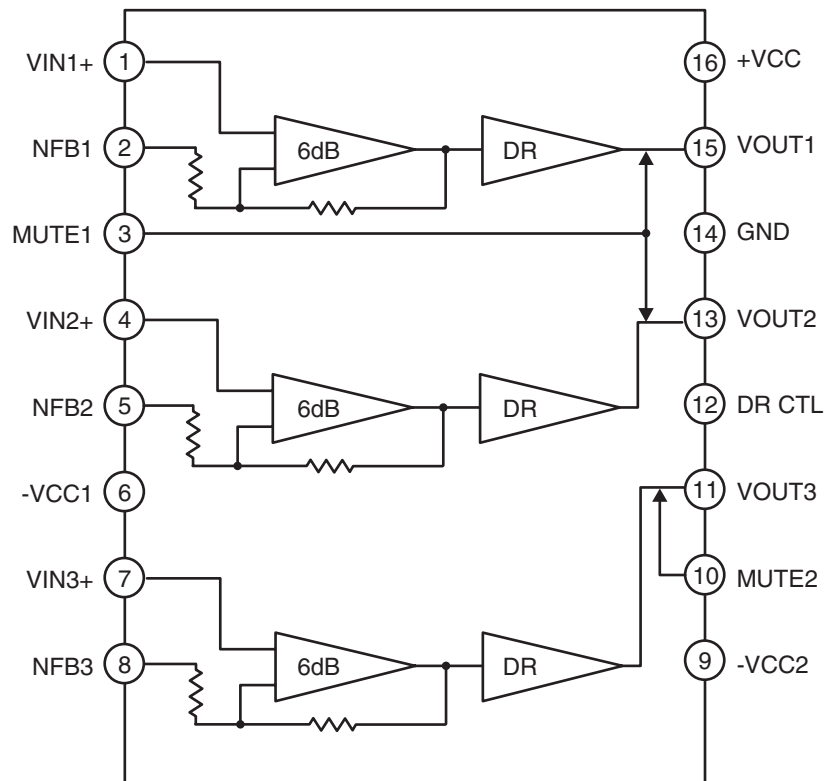 VIN1+ 1
16 +VCC
NFB1 2
6dB
DR
15 VOUT1
MUTE1 3
14 GND
VIN2+ 4
13 VOUT2
NFB2 5
6dB
DR
12 DR CTL
-VCC1 6
11 VOUT3
VIN3+ 7
10 MUTE2
NFB3 8
6dB
DR
9 -VCC2